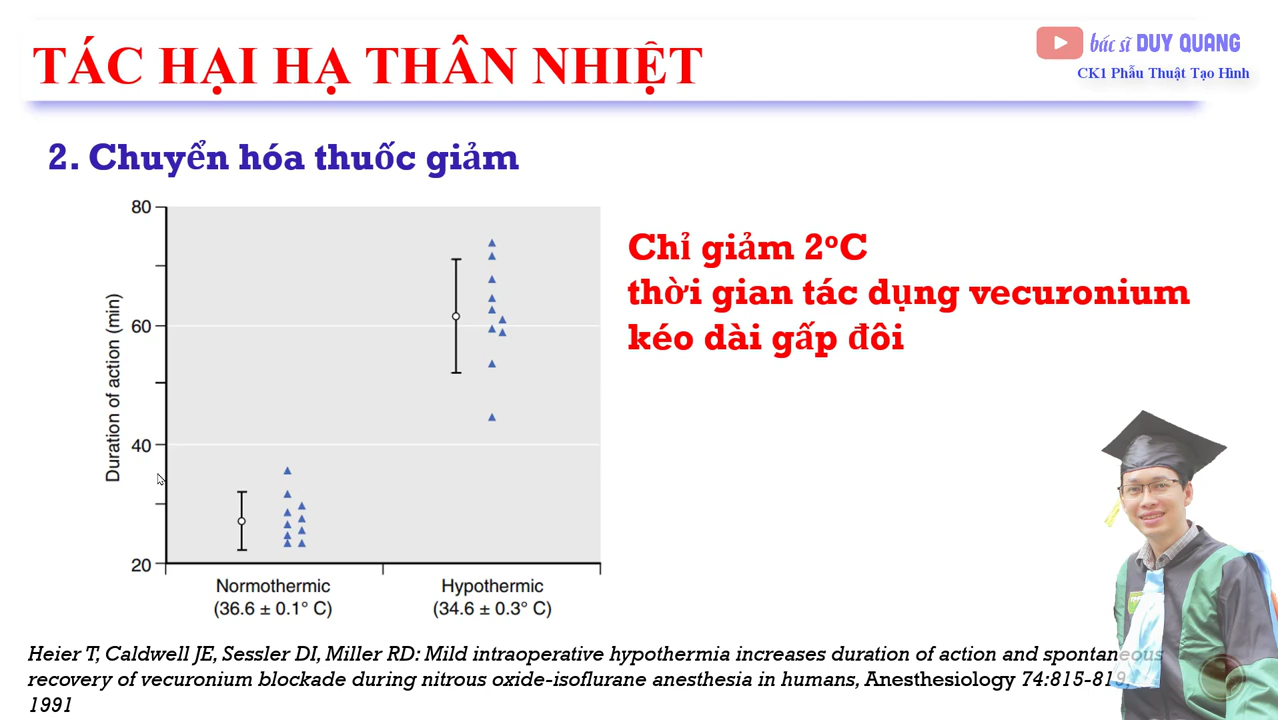 TÁC HẠI HẠ THÂN NHIỆT
bác sĩ DUY QUANG
CK1 Phẫu Thuật Tạo Hình
2. Chuyển hóa thuốc giảm
80
60
40
20
Duration of action (min)
Normothermic
(36.6 ± 0.1° C)
Hypothermic
(34.6 ± 0.3° C)
Chỉ giảm 2ºC
thời gian tác dụng vecuronium
kéo dài gấp đôi
Heier T, Caldwell JE, Sessler DI, Miller RD: Mild intraoperative hypothermia increases duration of action and spontaneous
recovery of vecuronium blockade during nitrous oxide-isoflurane anesthesia in humans, Anesthesiology 74:815-819,
1991